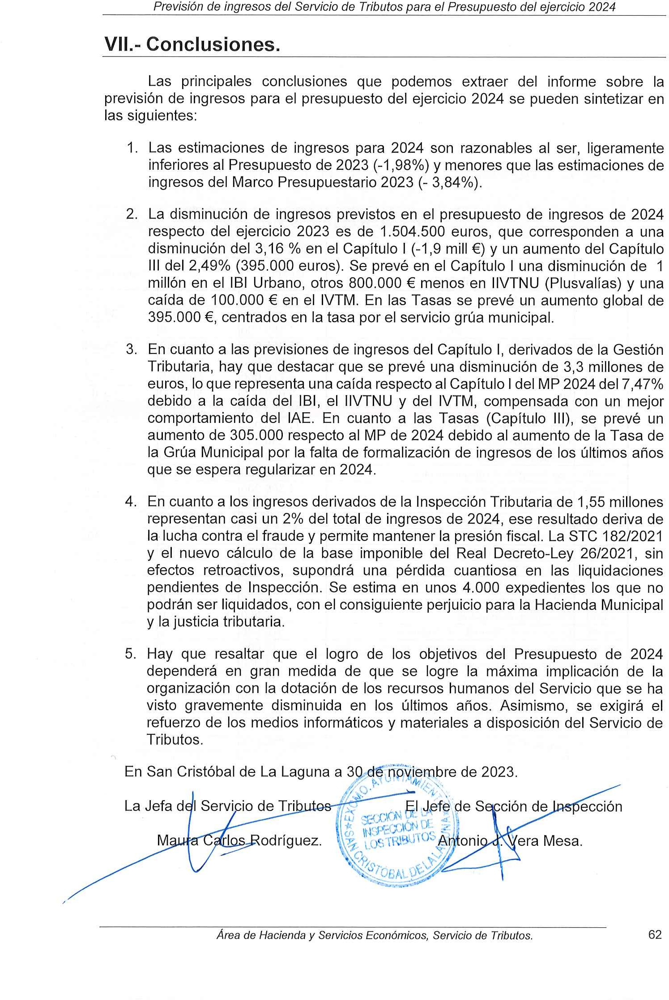 Previsión de ingresos del Servicio de Tributos para el Presupuesto del ejercicio 2024
VII.- Conclusiones.
Las principales conclusiones que podemos extraer del informe sobre la
previsión de ingresos para el presupuesto del ejercicio 2024 se pueden sintetizar en
las siguientes:
1. Las estimaciones de ingresos para 2024 son razonables al ser, ligeramente
inferiores al Presupuesto de 2023 (-1,98%) y menores que las estimaciones de
ingresos del Marco Presupuestario 2023 (- 3,84%).
2. La disminución de ingresos previstos en el presupuesto de ingresos de 2024
respecto del ejercicio 2023 es de 1.504.500 euros, que corresponden a una
disminución del 3,16 % en el Capítulo I (-1,9 mill €) y un aumento del Capítulo
III del 2,49% (395.000 euros). Se prevé en el Capítulo I una disminución de 1
millón en el IBI Urbano, otros 800.000 € menos en IIVTNU (Plusvalías) y una
caída de 100.000 € en el IVTM. En las Tasas se prevé un aumento global de
395.000 €, centrados en la tasa por el servicio grúa municipal.
3. En cuanto a las previsiones de ingresos del Capítulo I, derivados de la Gestión
Tributaria, hay que destacar que se prevé una disminución de 3,3 millones de
euros, lo que representa una caída respecto al Capítulo I del MP 2024 del 7,47%
debido a la caída del IBI, el IIVTNU y del IVTM, compensada con un mejor
comportamiento del IAE. En cuanto a las Tasas (Capítulo III), se prevé un
aumento de 305.000 respecto al MP de 2024 debido al aumento de la Tasa de
la Grúa Municipal por la falta de formalización de ingresos de los últimos años
que se espera regularizar en 2024.
4. En cuanto a los ingresos derivados de la Inspección Tributaria de 1,55 millones
representan casi un 2% del total de ingresos de 2024, ese resultado deriva de
la lucha contra el fraude y permite mantener la presión fiscal. La STC 182/2021
y el nuevo cálculo de la base imponible del Real Decreto-Ley 26/2021, sin
efectos retroactivos, supondrá una pérdida cuantiosa en las liquidaciones
pendientes de Inspección. Se estima en unos 4.000 expedientes los que no
podrán ser liquidados, con el consiguiente perjuicio para la Hacienda Municipal
y la justicia tributaria.
5. Hay que resaltar que el logro de los objetivos del Presupuesto de 2024
dependerá en gran medida de que se logre la máxima implicación de la
organización con la dotación de los recursos humanos del Servicio que se ha
visto gravemente disminuida en los últimos años. Asimismo, se exigirá el
refuerzo de los medios informáticos y materiales a disposición del Servicio de
Tributos.
En San Cristóbal de La Laguna a 30 de noviembre de 2023.
La Jefa del Servicio de Tributos El Jefe de Sección de Inspección
Maura Carlos Rodríguez. Antonio J. Vera Mesa.
EXCMO. AYUNTAMIENTO
SAN CRISTOBAL DE LA LAGUNA
SECCIÓN DE LA
INSPECCIÓN DE
LOS TRIBUTOS
Área de Hacienda y Servicios Económicos, Servicio de Tributos. 62